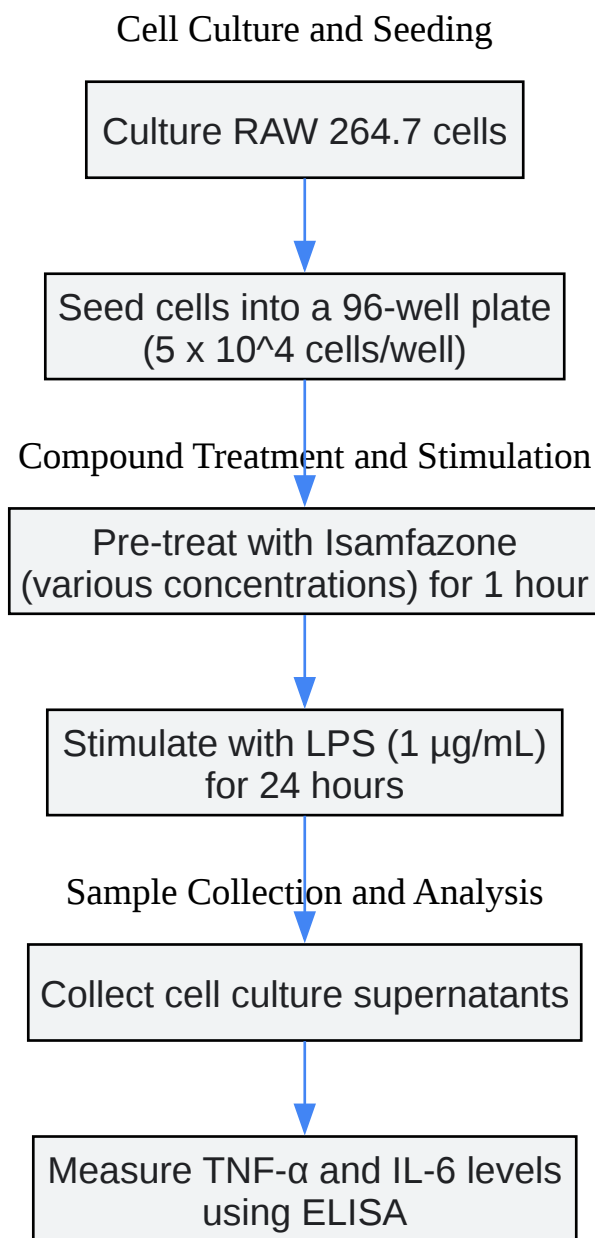 Cell Culture and Seeding
Culture RAW 264.7 cells
Seed cells into a 96-well plate
(5 x 10^4 cells/well)
Compound Treatment and Stimulation
Pre-treat with Isamfazone
(various concentrations) for 1 hour
Stimulate with LPS (1 µg/mL)
for 24 hours
Sample Collection and Analysis
Collect cell culture supernatants
Measure TNF-α and IL-6 levels
using ELISA